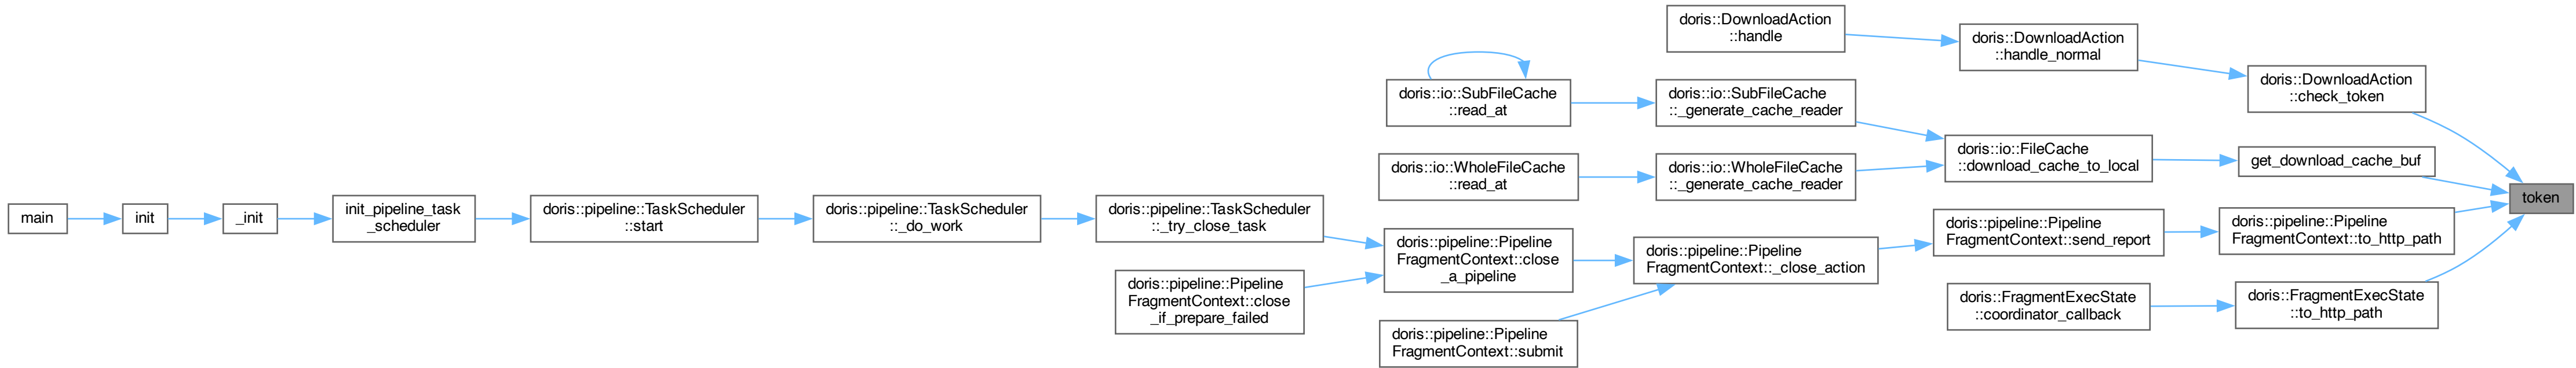 main
init
_init
init_pipeline_task
_scheduler
doris::pipeline::TaskScheduler
::start
doris::pipeline::TaskScheduler
::_do_work
doris::pipeline::TaskScheduler
::_try_close_task
doris::pipeline::Pipeline
FragmentContext::close
_if_prepare_failed
doris::io::SubFileCache
::read_at
doris::io::WholeFileCache
::read_at
doris::pipeline::Pipeline
FragmentContext::close
_a_pipeline
doris::pipeline::Pipeline
FragmentContext::submit
doris::DownloadAction
::handle
doris::io::SubFileCache
::_generate_cache_reader
doris::io::WholeFileCache
::_generate_cache_reader
doris::pipeline::Pipeline
FragmentContext::_close_action
doris::DownloadAction
::handle_normal
doris::io::FileCache
::download_cache_to_local
doris::pipeline::Pipeline
FragmentContext::send_report
doris::FragmentExecState
::coordinator_callback
doris::DownloadAction
::check_token
get_download_cache_buf
doris::pipeline::Pipeline
FragmentContext::to_http_path
doris::FragmentExecState
::to_http_path
token